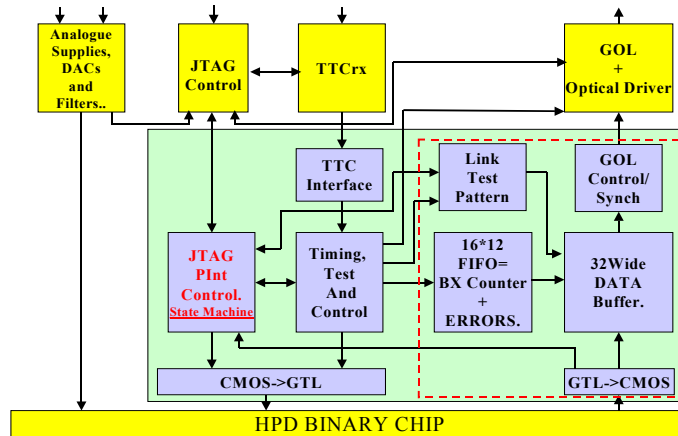 Analogue
Supplies,
DACs
and
Filters..
JTAG
Control
TTCrx
GOL
+
Optical Driver
TTC
Interface
Link
Test
Pattern
GOL
Control/
Synch
JTAG
PInt
Control.
State Machine
Timing,
Test
And
Control
16*12
FIFO=
BX Counter
+
ERRORS.
32Wide
DATA
Buffer.
CMOS->GTL
GTL->CMOS
HPD BINARY CHIP